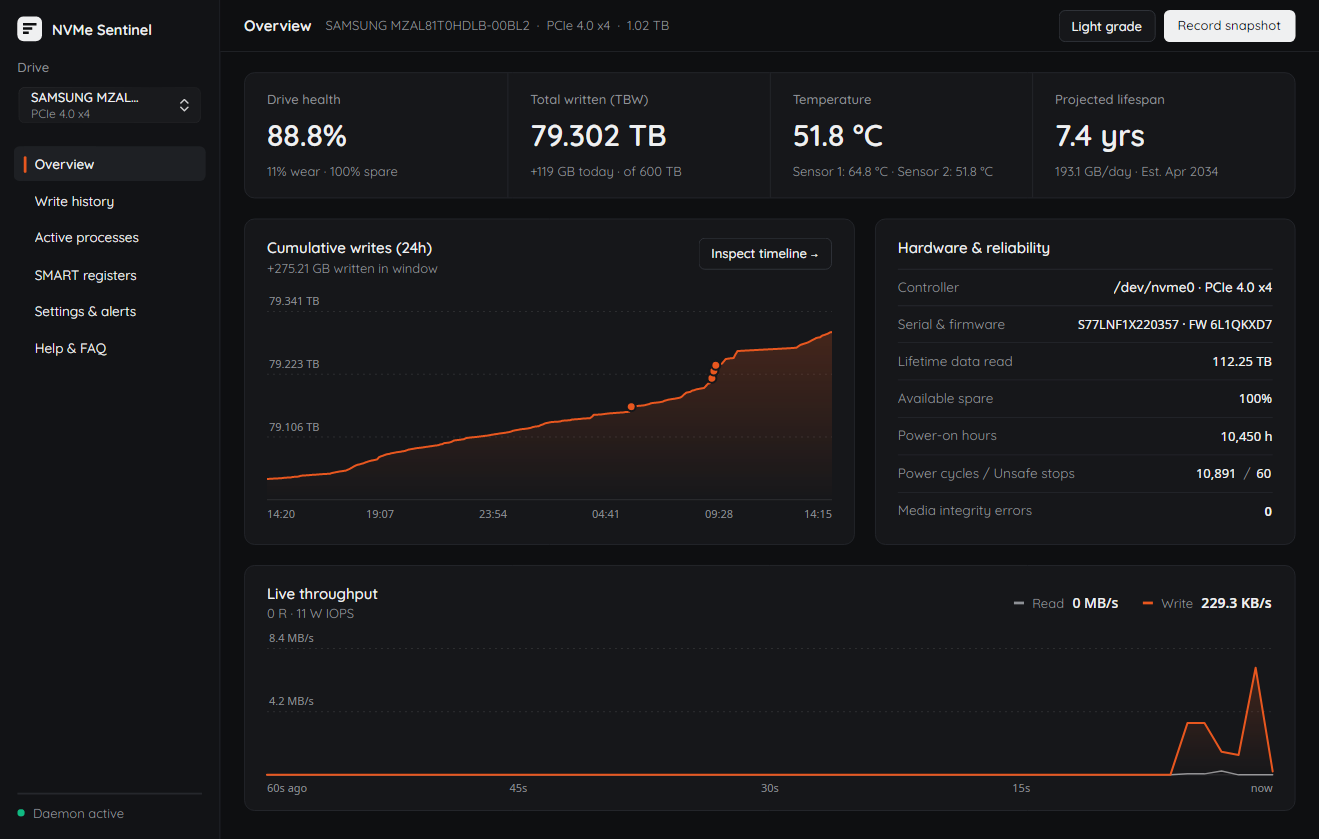 NVMe Sentinel
Drive
SAMSUNG MZAL...
PCIe 4.0 x4
Overview
Write history
Active processes
SMART registers
Settings & alerts
Help & FAQ
Daemon active
Overview SAMSUNG MZAL81T0HDLB-00BL2 · PCIe 4.0 x4 · 1.02 TB
Light grade
Record snapshot
Drive health
88.8%
11% wear · 100% spare
Total written (TBW)
79.302 TB
+119 GB today · of 600 TB
Temperature
51.8 °C
Sensor 1: 64.8 °C · Sensor 2: 51.8 °C
Projected lifespan
7.4 yrs
193.1 GB/day · Est. Apr 2034
Cumulative writes (24h)
+275.21 GB written in window
Inspect timeline →
79.341 TB
79.223 TB
79.106 TB
14:20 19:07 23:54 04:41 09:28 14:15
Hardware & reliability
Controller /dev/nvme0 · PCIe 4.0 x4
Serial & firmware S77LNF1X220357 · FW 6L1QKXD7
Lifetime data read 112.25 TB
Available spare 100%
Power-on hours 10,450 h
Power cycles / Unsafe stops 10,891 / 60
Media integrity errors 0
Live throughput
0 R · 11 W IOPS
Read 0 MB/s Write 229.3 KB/s
8.4 MB/s
4.2 MB/s
60s ago 45s 30s 15s now